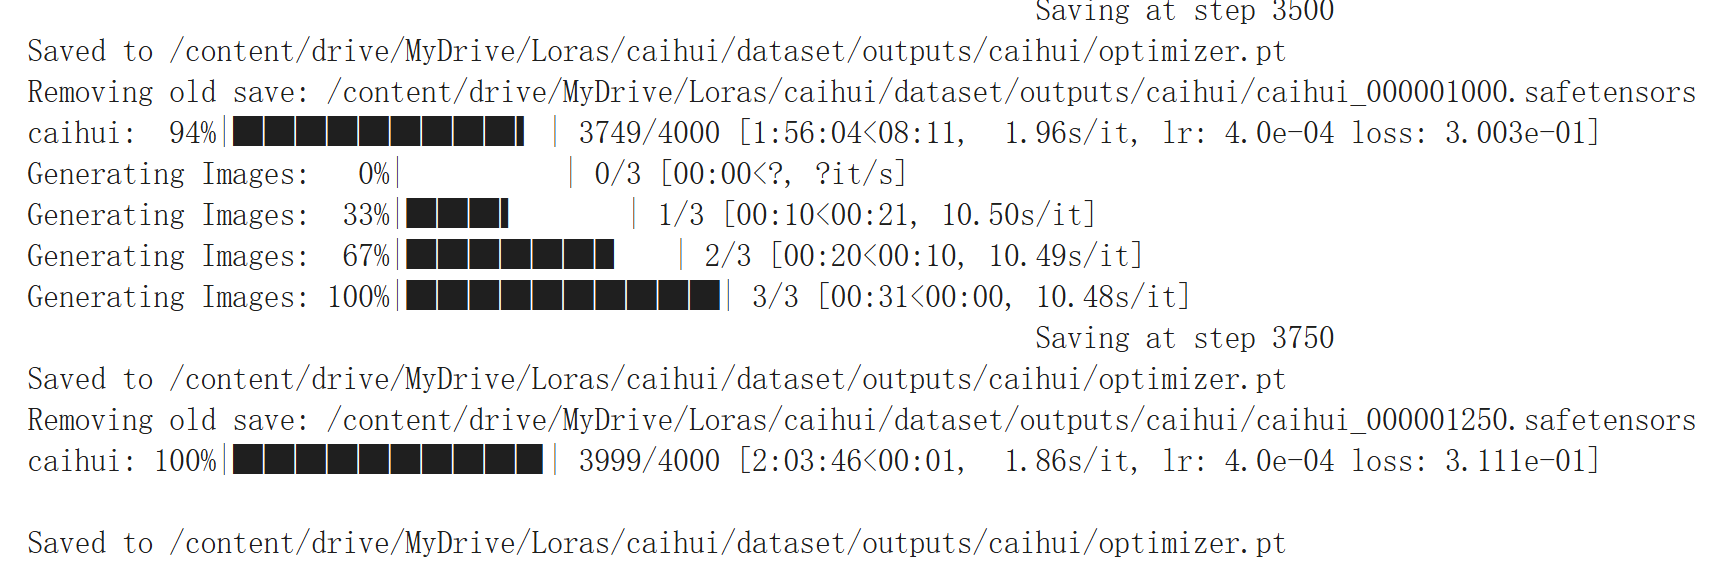 Saving at step 3500
Saved to /content/drive/MyDrive/Loras/caihui/dataset/outputs/caihui/optimizer.pt
Removing old save: /content/drive/MyDrive/Loras/caihui/dataset/outputs/caihui/caihui_000001000.safetensors
caihui:  94%|███████████▌ | 3749/4000 [1:56:04<08:11,  1.96s/it, lr: 4.0e-04 loss: 3.003e-01]
Generating Images:   0%|           | 0/3 [00:00<?, ?it/s]
Generating Images:  33%|███▌       | 1/3 [00:10<00:21, 10.50s/it]
Generating Images:  67%|███████    | 2/3 [00:20<00:10, 10.49s/it]
Generating Images: 100%|██████████| 3/3 [00:31<00:00, 10.48s/it]
Saving at step 3750
Saved to /content/drive/MyDrive/Loras/caihui/dataset/outputs/caihui/optimizer.pt
Removing old save: /content/drive/MyDrive/Loras/caihui/dataset/outputs/caihui/caihui_000001250.safetensors
caihui: 100%|██████████| 3999/4000 [2:03:46<00:01,  1.86s/it, lr: 4.0e-04 loss: 3.111e-01]
Saved to /content/drive/MyDrive/Loras/caihui/dataset/outputs/caihui/optimizer.pt